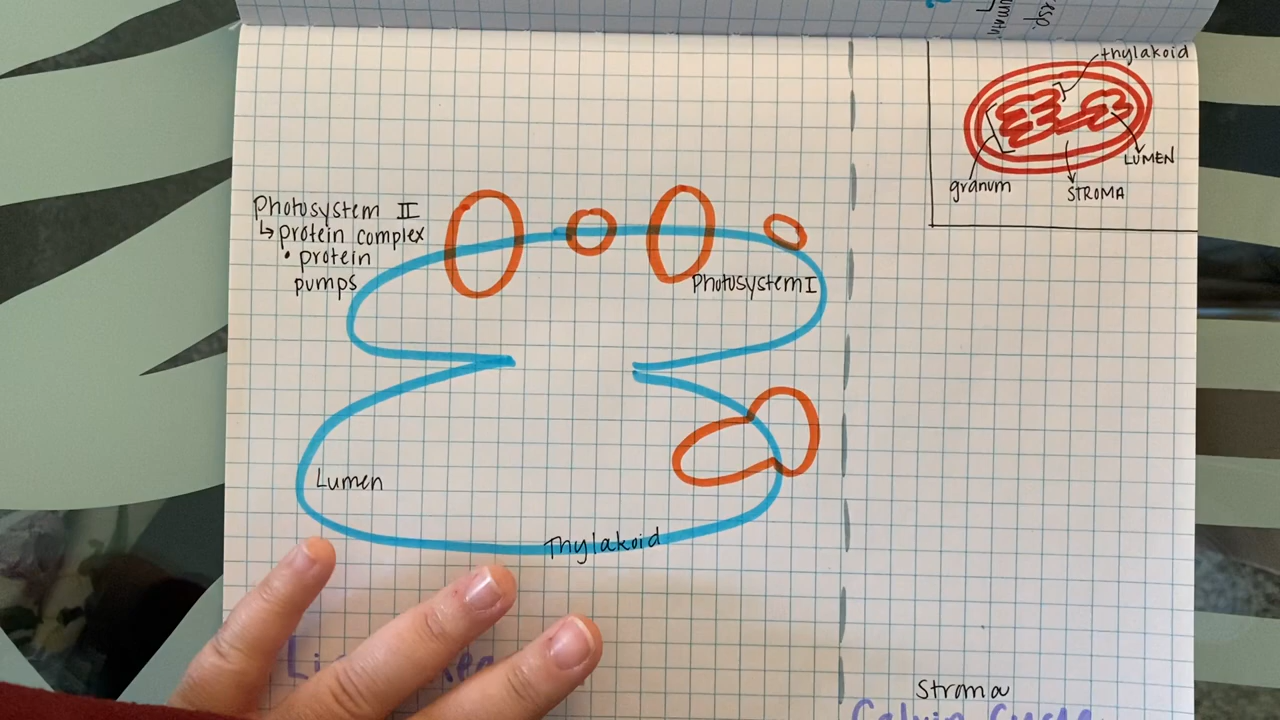 thylakoid
LUMEN
granum
STROMA
Photosystem II
↳ protein complex
• protein
pumps
Photosystem I
Lumen
Thylakoid
Stroma